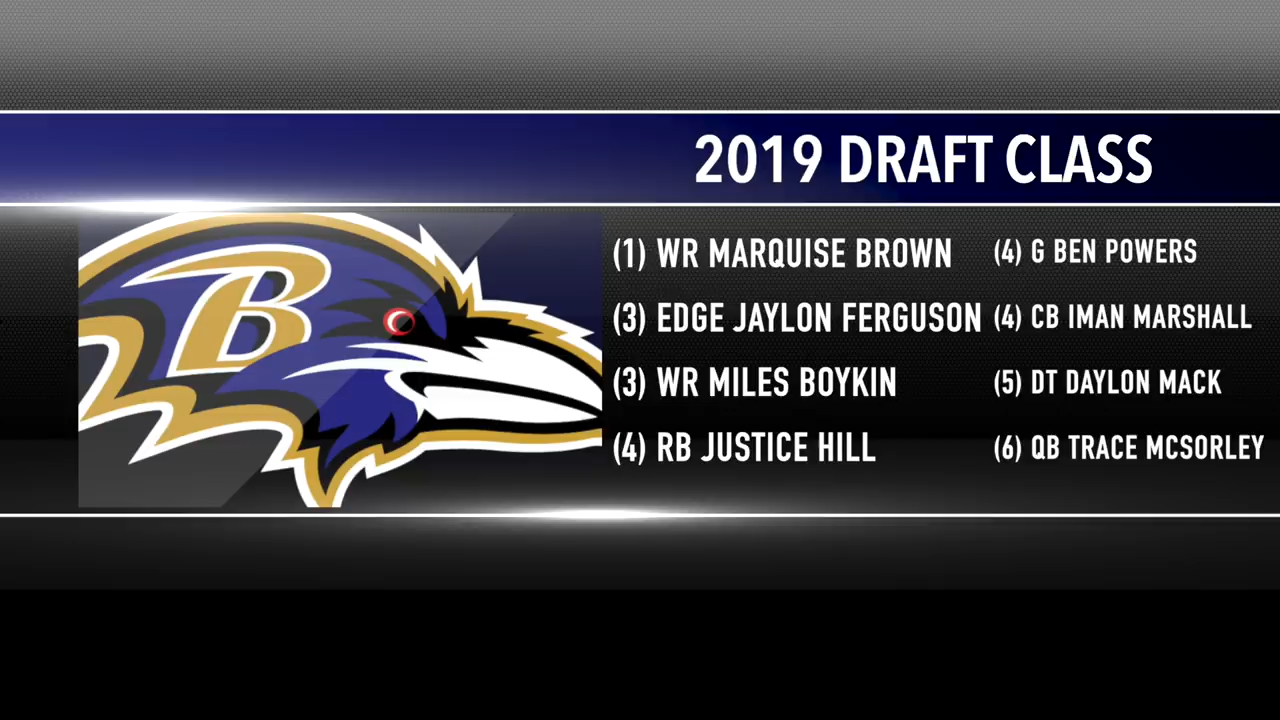 2019 DRAFT CLASS
B
(1) WR MARQUISE BROWN
(3) EDGE JAYLON FERGUSON
(3) WR MILES BOYKIN
(4) RB JUSTICE HILL
(4) G BEN POWERS
(4) CB IMAN MARSHALL
(5) DT DAYLON MACK
(6) QB TRACE MCSORLEY